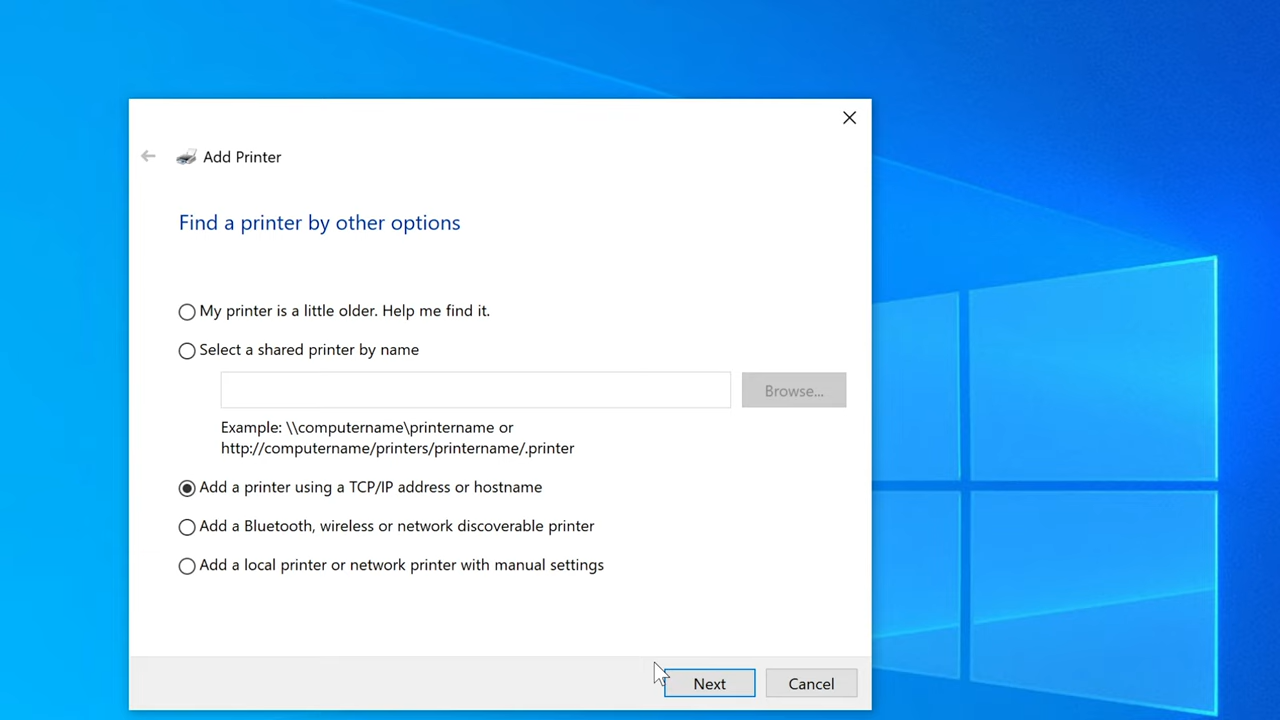 Add Printer
Find a printer by other options
My printer is a little older. Help me find it.
Select a shared printer by name
Browse...
Example: \\computername\printername or
http://computername/printers/printername/.printer
Add a printer using a TCP/IP address or hostname
Add a Bluetooth, wireless or network discoverable printer
Add a local printer or network printer with manual settings
Next
Cancel